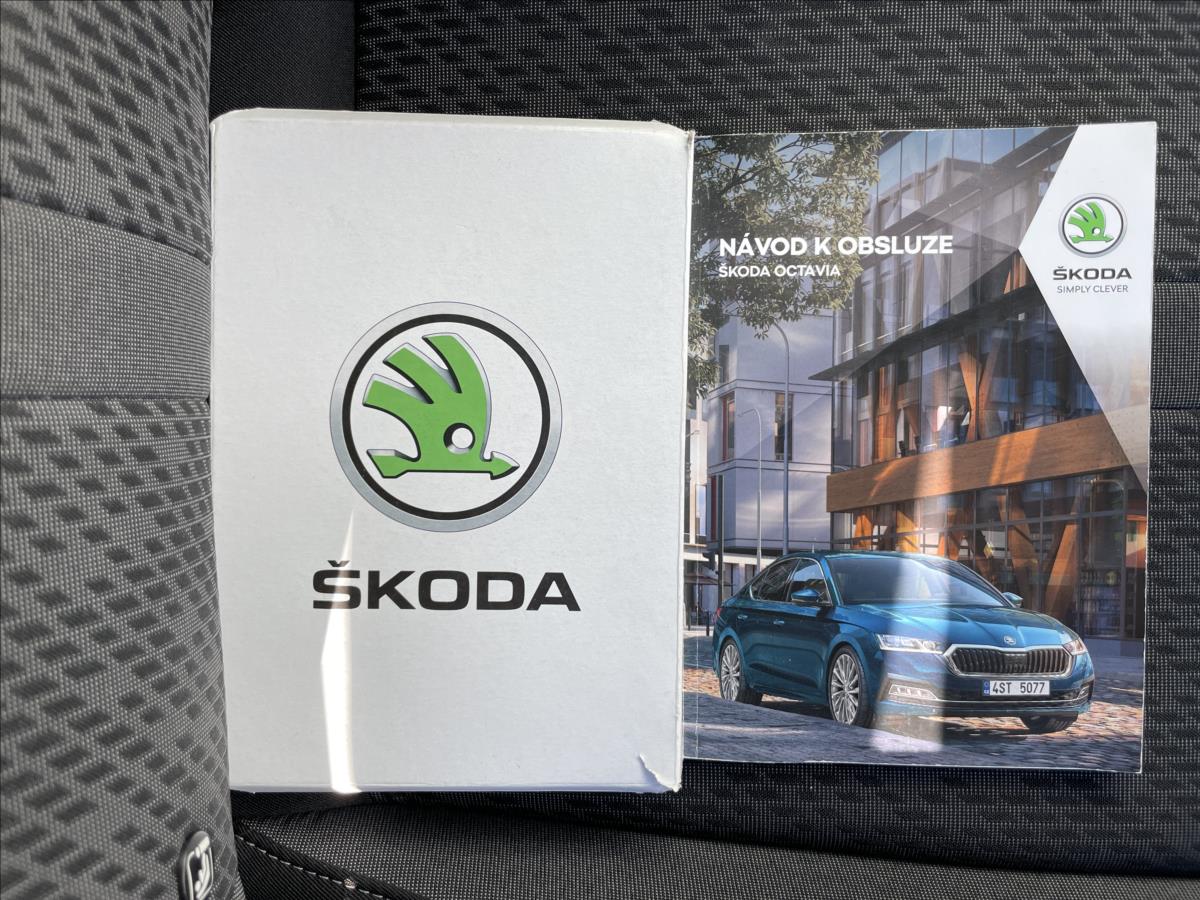 ŠKODA
NÁVOD K OBSLUZE
ŠKODA OCTAVIA
ŠKODA
SIMPLY CLEVER
4ST 5077